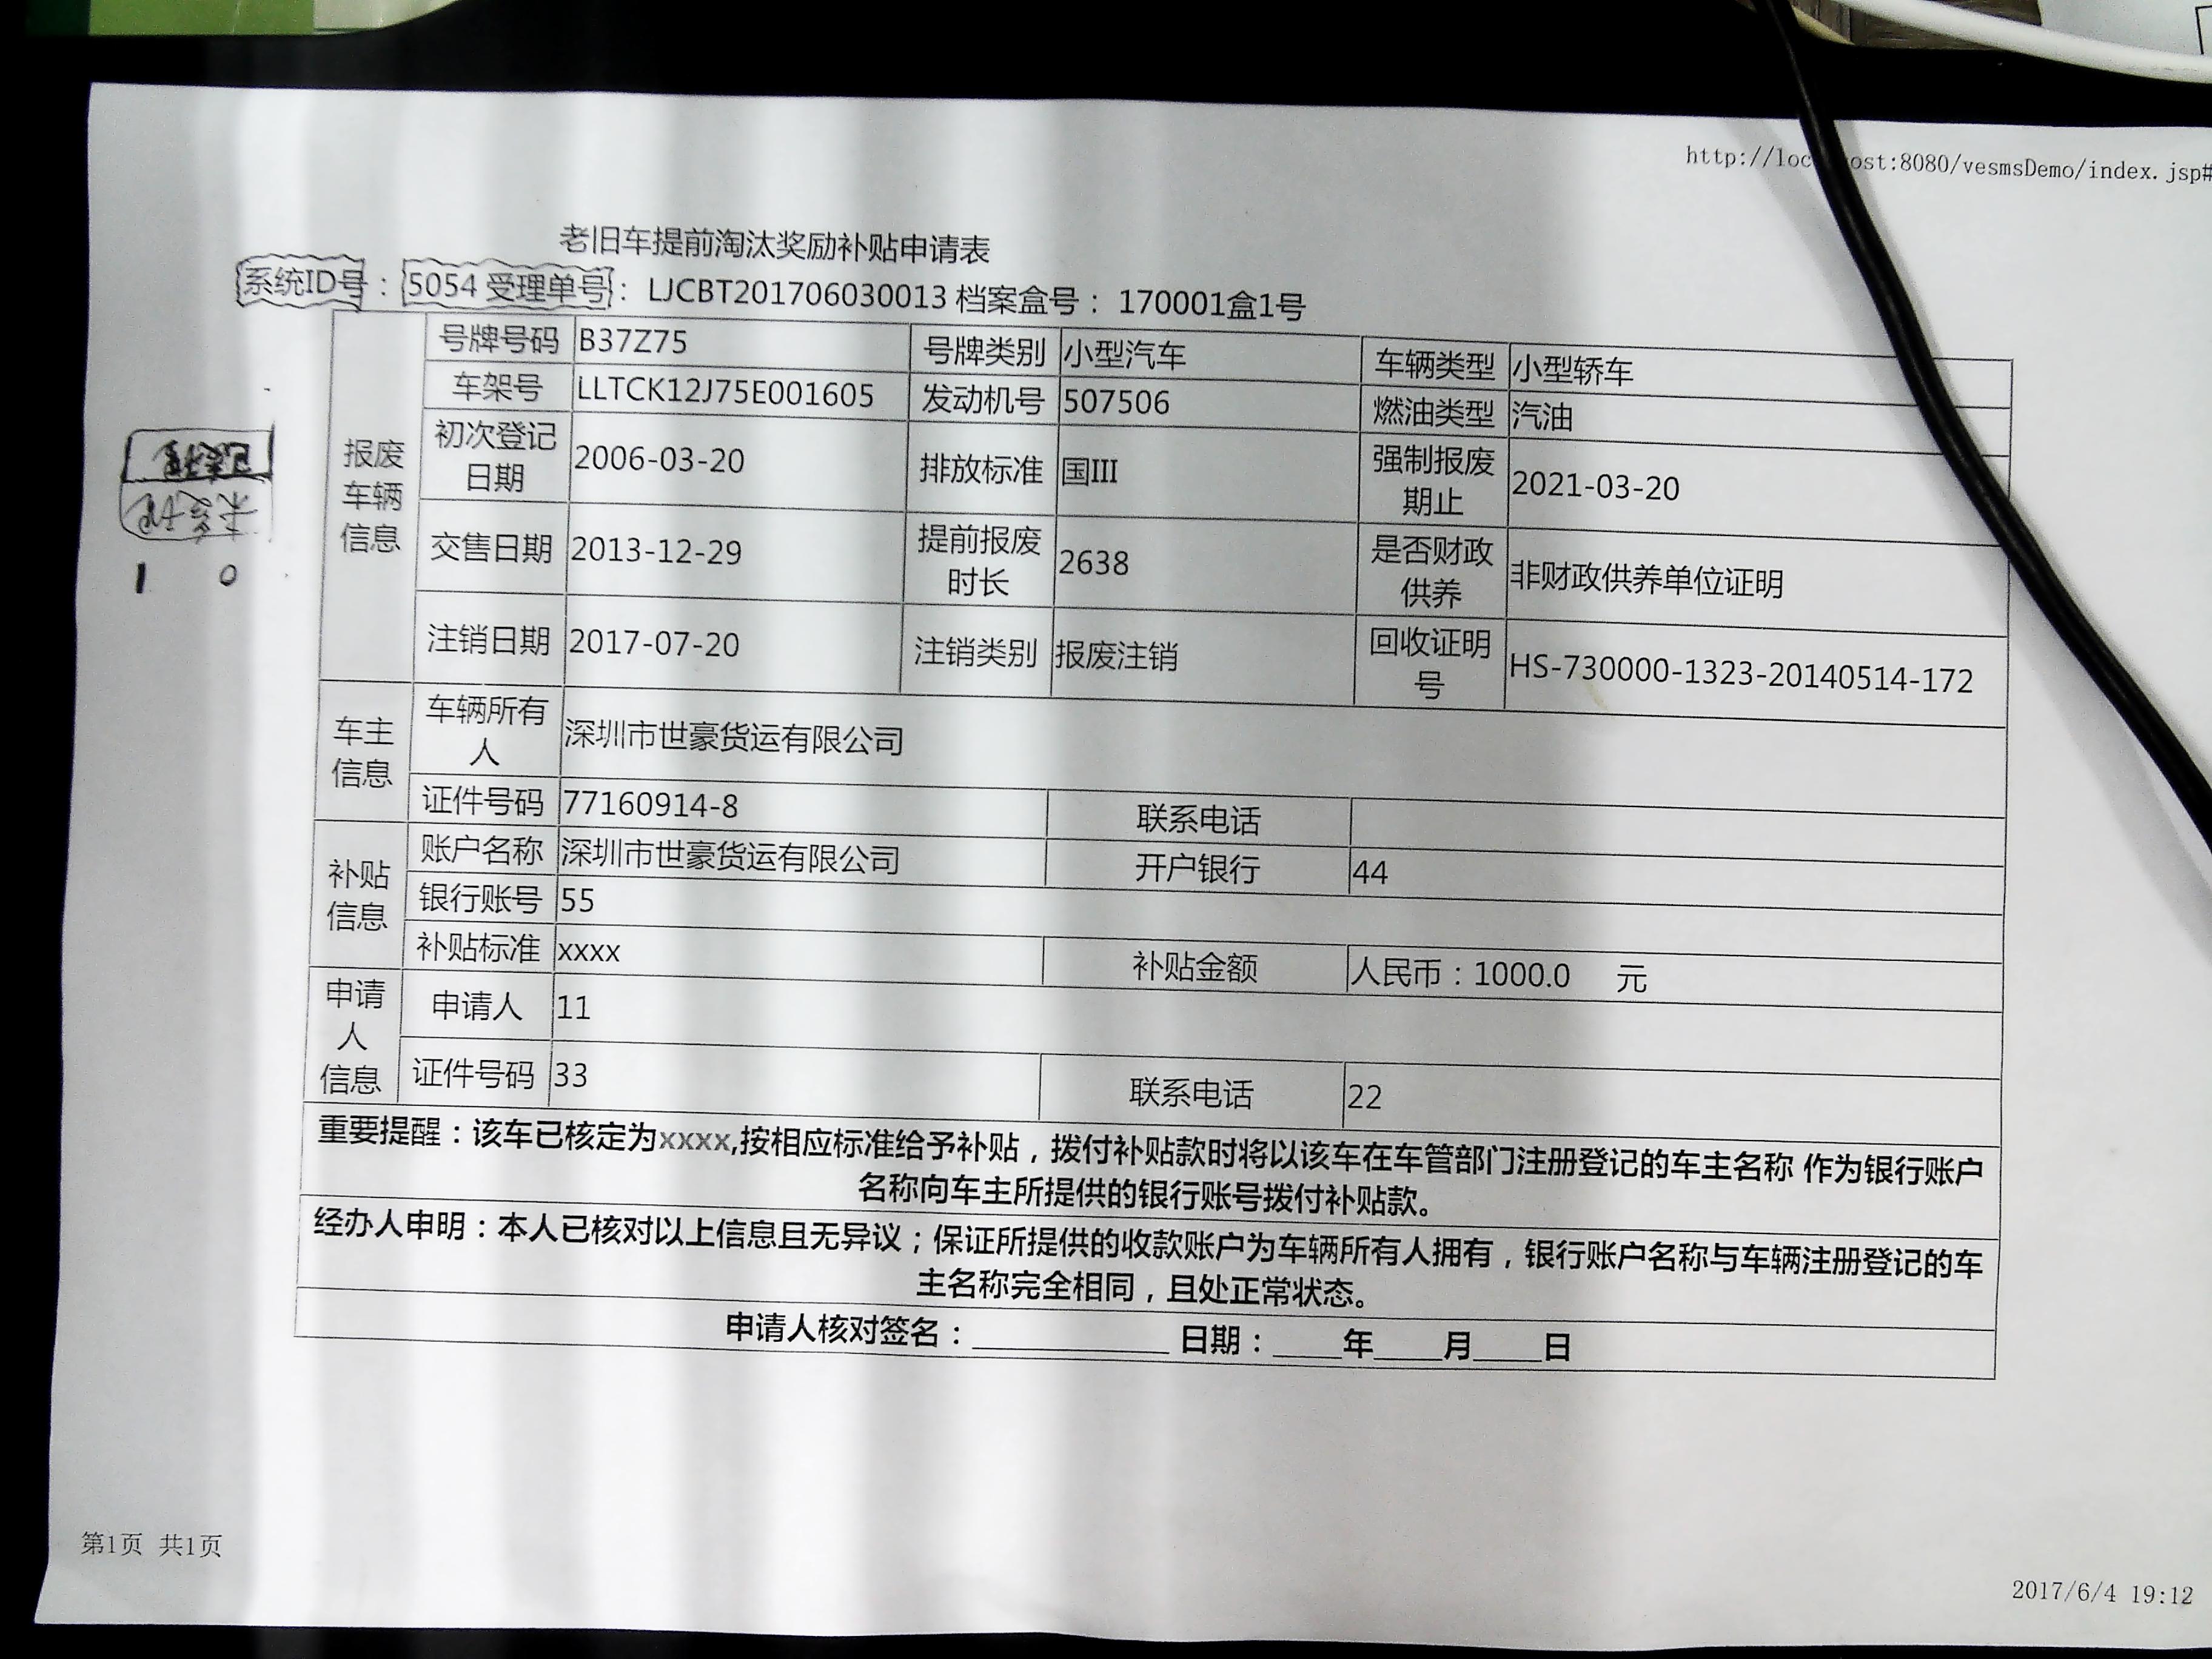 http://loc ost:8080/vesmsDemo/index.jsp#
老旧车提前淘汰奖励补贴申请表
系统ID号：5054 受理单号：LJCBT201706030013 档案盒号：170001盒1号
报废车辆信息
号牌号码 B37Z75 号牌类别 小型汽车 车辆类型 小型轿车
车架号 LLTCK12J75E001605 发动机号 507506 燃油类型 汽油
初次登记日期 2006-03-20 排放标准 国III 强制报废期止 2021-03-20
交售日期 2013-12-29 提前报废时长 2638 是否财政供养 非财政供养单位证明
注销日期 2017-07-20 注销类别 报废注销 回收证明号 HS-730000-1323-20140514-172
车主信息
车辆所有人 深圳市世豪货运有限公司
证件号码 77160914-8 联系电话
补贴信息
账户名称 深圳市世豪货运有限公司 开户银行 44
银行账号 55
补贴标准 xxxx 补贴金额 人民币：1000.0 元
申请人信息
申请人 11
证件号码 33 联系电话 22
重要提醒：该车已核定为xxxx,按相应标准给予补贴，拨付补贴款时将以该车在车管部门注册登记的车主名称 作为银行账户
名称向车主所提供的银行账号拨付补贴款。
经办人申明：本人已核对以上信息且无异议；保证所提供的收款账户为车辆所有人拥有，银行账户名称与车辆注册登记的车
主名称完全相同，且处正常状态。
申请人核对签名：____________ 日期：____年____月____日
1 0
第1页 共1页
2017/6/4 19:12